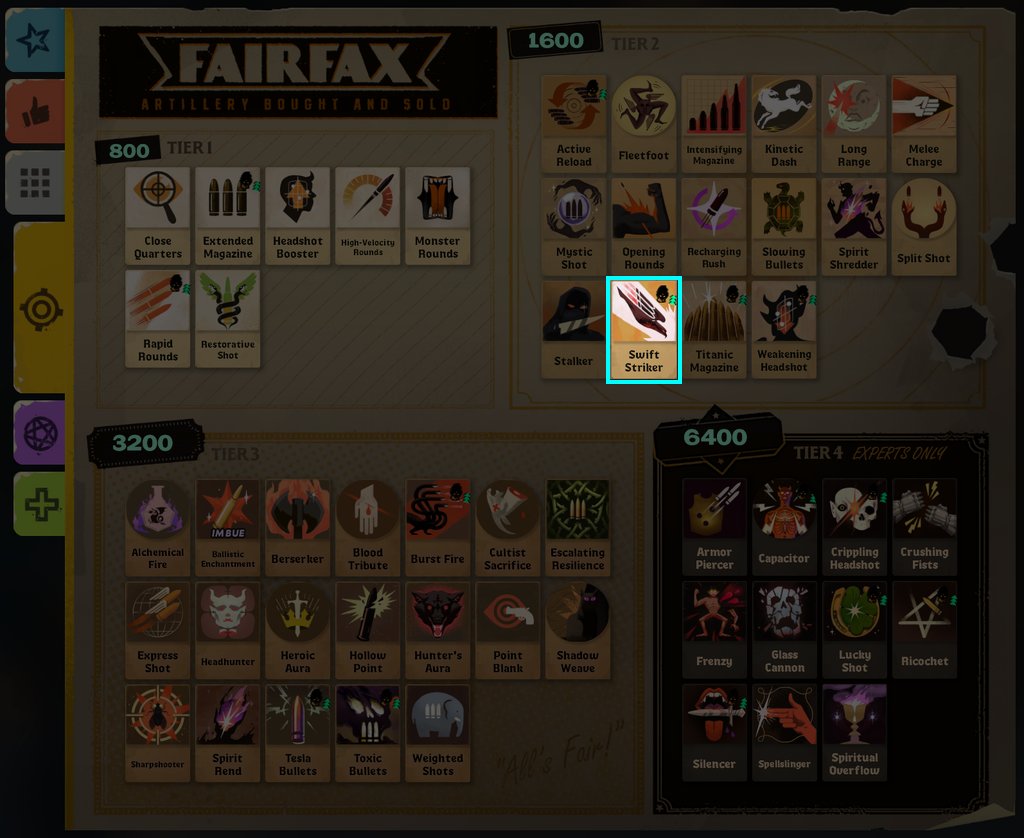 FAIRFAX
ARTILLERY BOUGHT AND SOLD
800 TIER 1
Close
Quarters
Extended
Magazine
Headshot
Booster
High-Velocity
Rounds
Monster
Rounds
Rapid
Rounds
Restorative
Shot
1600 TIER 2
Active
Reload
Fleetfoot
Intensifying
Magazine
Kinetic
Dash
Long
Range
Melee
Charge
Mystic
Shot
Opening
Rounds
Recharging
Rush
Slowing
Bullets
Spirit
Shredder
Split Shot
Stalker
Swift
Striker
Titanic
Magazine
Weakening
Headshot
3200 TIER 3
Alchemical
Fire
IMBUE
Ballistic
Enchantment
Berserker
Blood
Tribute
Burst Fire
Cultist
Sacrifice
Escalating
Resilience
Express
Shot
Headhunter
Heroic
Aura
Hollow
Point
Hunter's
Aura
Point
Blank
Shadow
Weave
Sharpshooter
Spirit
Rend
Tesla
Bullets
Toxic
Bullets
Weighted
Shots
"All's Fair!"
6400 TIER 4 EXPERTS ONLY
Armor
Piercer
Capacitor
Crippling
Headshot
Crushing
Fists
Frenzy
Glass
Cannon
Lucky
Shot
Ricochet
Silencer
Spellslinger
Spiritual
Overflow